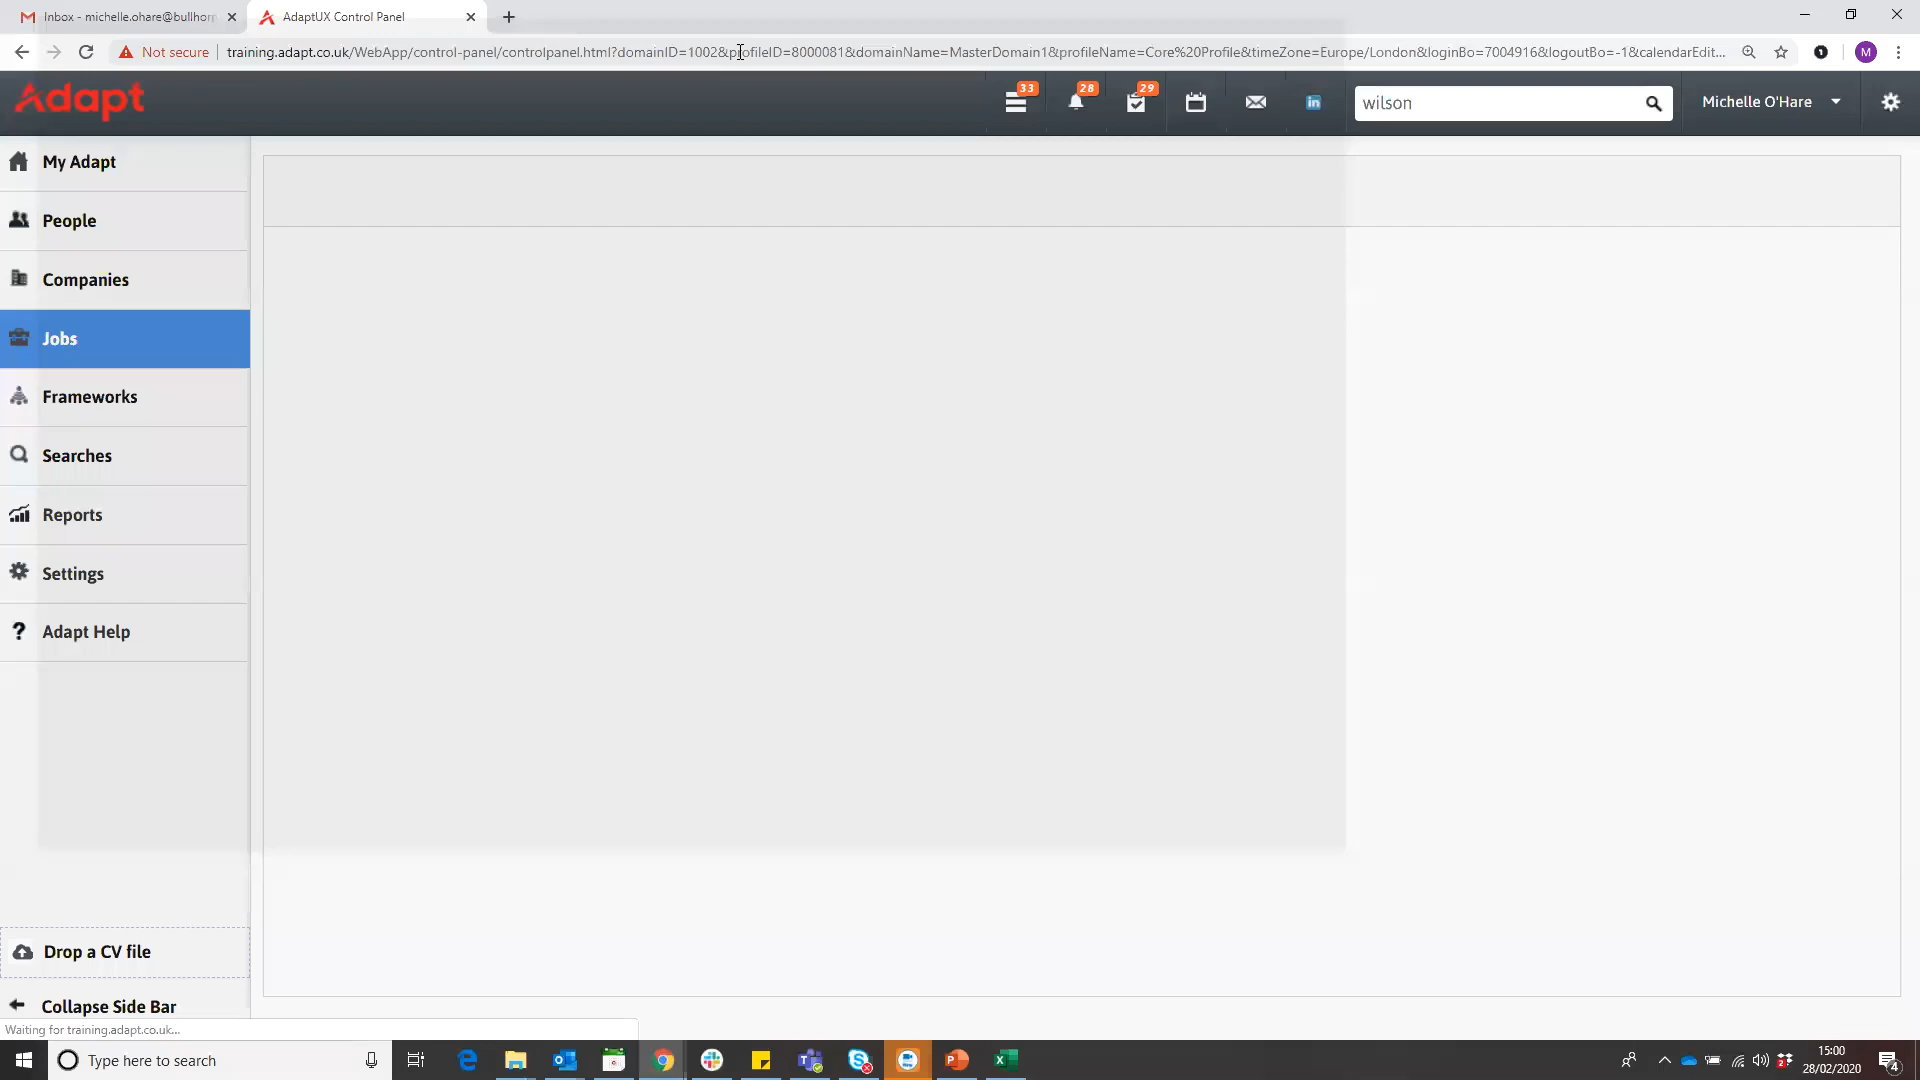 Inbox - michelle.ohare@bullhorn
AdaptUX Control Panel
Not secure
training.adapt.co.uk/WebApp/control-panel/controlpanel.html?domainID=1002&profileID=8000081&domainName=MasterDomain1&profileName=Core%20Profile&timeZone=Europe/London&loginBo=7004916&logoutBo=-1&calendarEdit...
M
Adapt
33
28
29
in
wilson
Michelle O'Hare
My Adapt
People
Companies
Jobs
Frameworks
Searches
Reports
Settings
? Adapt Help
Drop a CV file
Collapse Side Bar
Waiting for training.adapt.co.uk...
Type here to search
15:00
28/02/2020
4